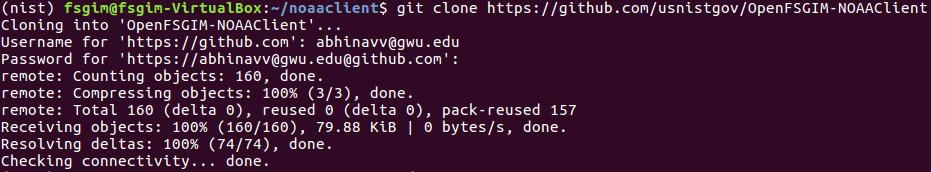 (nist) fsgim@fsgim-VirtualBox:~/noaaclient$ git clone https://github.com/usnistgov/OpenFSGIM-NOAAClient
Cloning into 'OpenFSGIM-NOAAClient'...
Username for 'https://github.com': abhinavv@gwu.edu
Password for 'https://abhinavv@gwu.edu@github.com':
remote: Counting objects: 160, done.
remote: Compressing objects: 100% (3/3), done.
remote: Total 160 (delta 0), reused 0 (delta 0), pack-reused 157
Receiving objects: 100% (160/160), 79.88 KiB | 0 bytes/s, done.
Resolving deltas: 100% (74/74), done.
Checking connectivity... done.